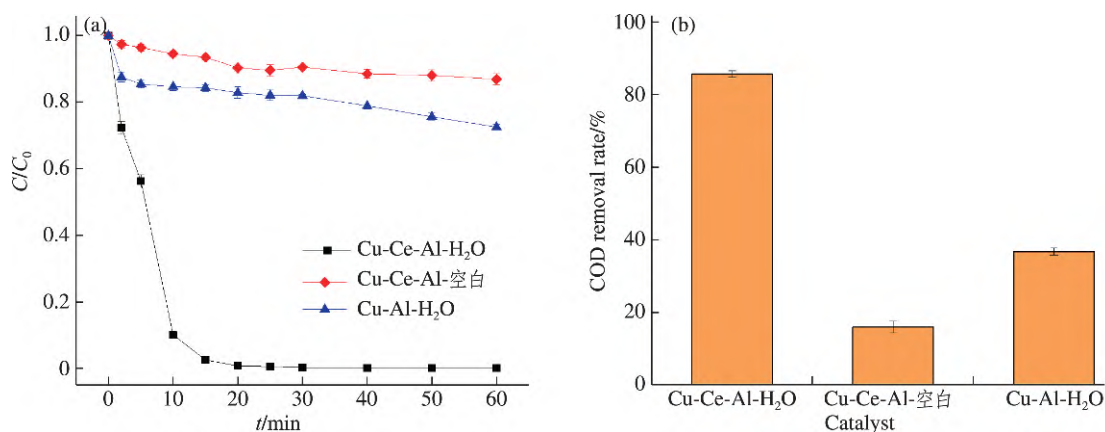 (a)
1.0
0.8
0.6
0.4
0.2
0
C/C₀
Cu-Ce-Al-H₂O
Cu-Ce-Al-空白
Cu-Al-H₂O
0 10 20 30 40 50 60
t/min
(b)
100
80
60
40
20
0
COD removal rate/%
Cu-Ce-Al-H₂O Cu-Ce-Al-空白 Cu-Al-H₂O
Catalyst